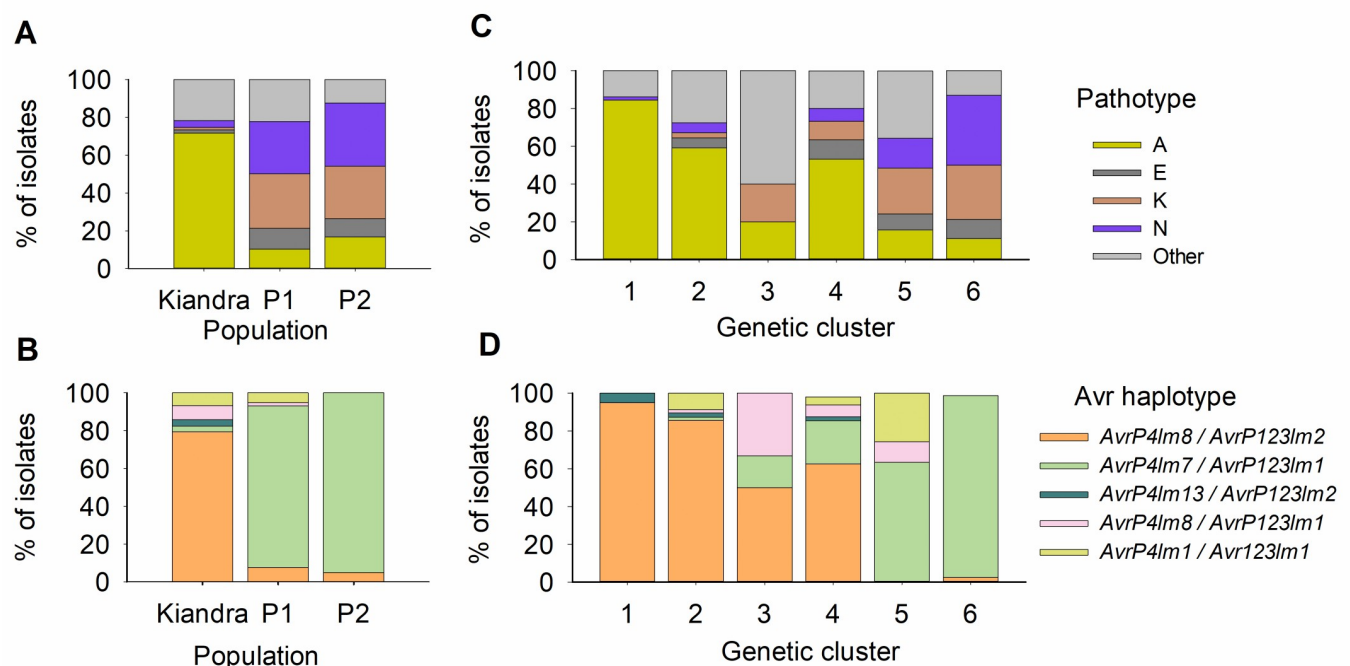 A
% of isolates
100
80
60
40
20
0
Kiandra P1 P2
Population
C
% of isolates
100
80
60
40
20
0
1 2 3 4 5 6
Genetic cluster
Pathotype
A
E
K
N
Other
B
% of isolates
100
80
60
40
20
0
Kiandra P1 P2
Population
D
% of isolates
100
80
60
40
20
0
1 2 3 4 5 6
Genetic cluster
Avr haplotype
AvrP4lm8 / AvrP123lm2
AvrP4lm7 / AvrP123lm1
AvrP4lm13 / AvrP123lm2
AvrP4lm8 / AvrP123lm1
AvrP4lm1 / Avr123lm1